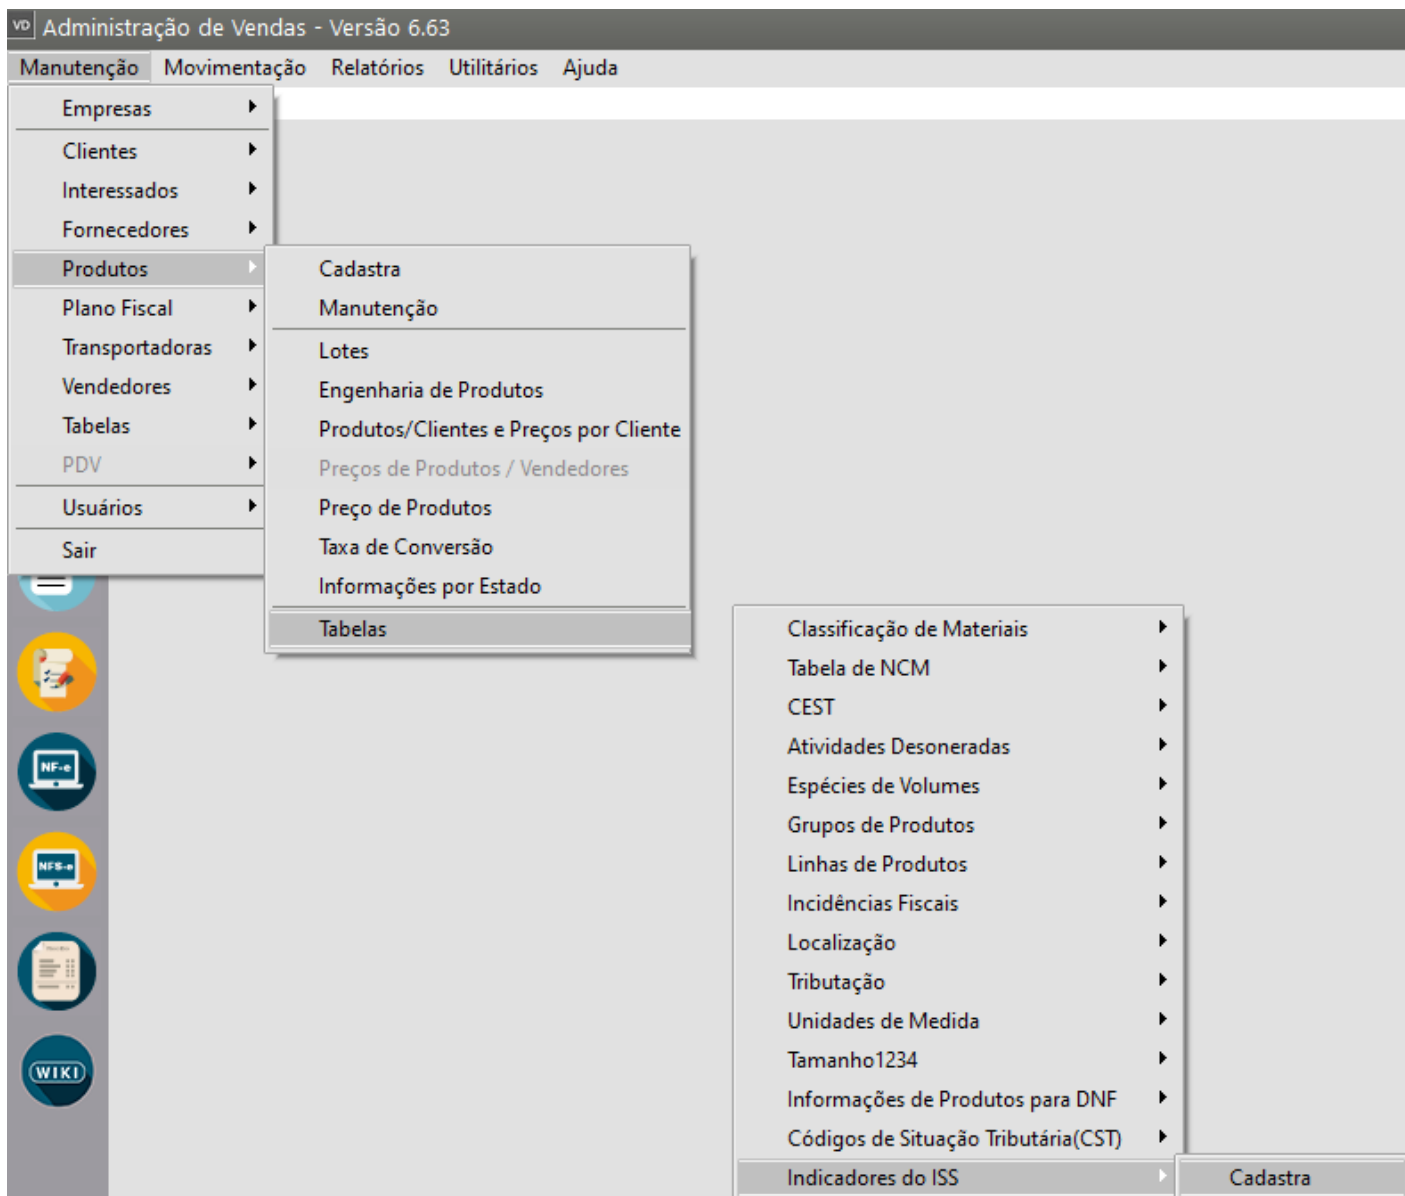 VD Administração de Vendas - Versão 6.63
Manutenção Movimentação Relatórios Utilitários Ajuda
Empresas
Clientes
Interessados
Fornecedores
Produtos
Plano Fiscal
Transportadoras
Vendedores
Tabelas
PDV
Usuários
Sair
Cadastra
Manutenção
Lotes
Engenharia de Produtos
Produtos/Clientes e Preços por Cliente
Preços de Produtos / Vendedores
Preço de Produtos
Taxa de Conversão
Informações por Estado
Tabelas
Classificação de Materiais
Tabela de NCM
CEST
Atividades Desoneradas
Espécies de Volumes
Grupos de Produtos
Linhas de Produtos
Incidências Fiscais
Localização
Tributação
Unidades de Medida
Tamanho1234
Informações de Produtos para DNF
Códigos de Situação Tributária(CST)
Indicadores do ISS
Cadastra
NF-e
NFS-e
WIKI